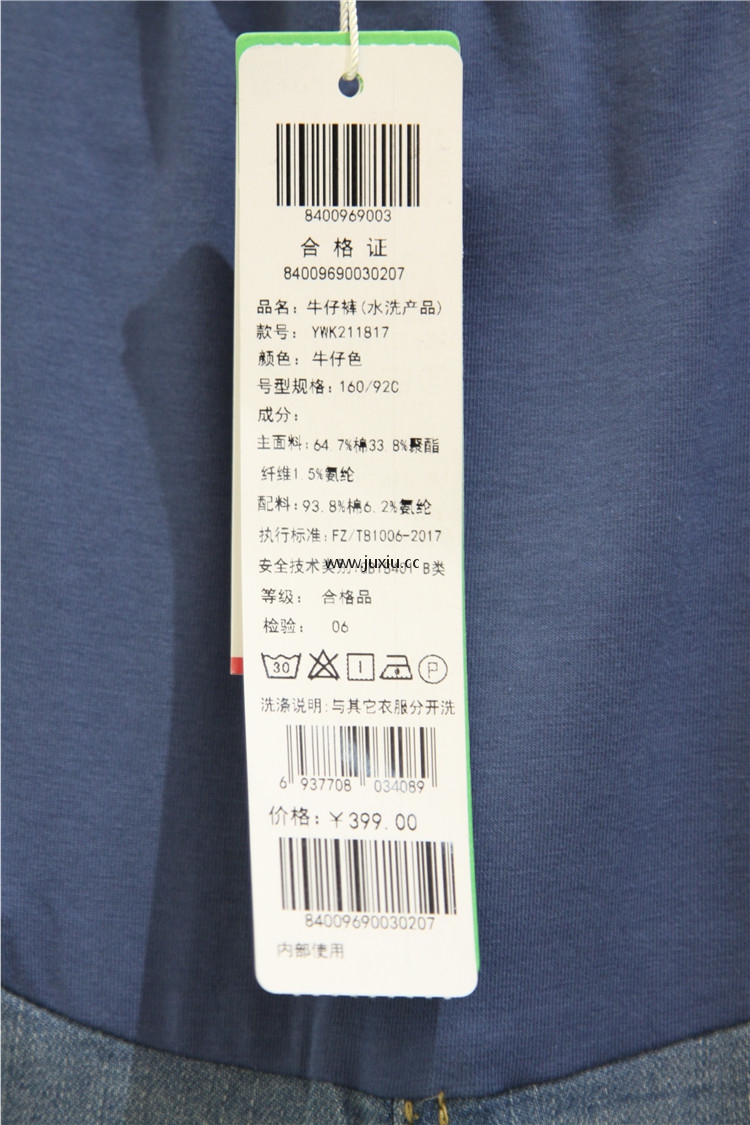 8400969003
合格证
84009690030207
品名：牛仔裤(水洗产品)
款号：YWK211817
颜色：牛仔色
号型规格：160/92C
成分：
主面料：64.7%棉33.8%聚酯
纤维1.5%氨纶
配料：93.8%棉6.2%氨纶
执行标准：FZ/T81006-2017
安全技术类别 B类
www.juxiu.cc
等级： 合格品
检验： 06
30
P
洗涤说明：与其它衣服分开洗
6 937708 034089
价格：￥399.00
84009690030207
内部使用